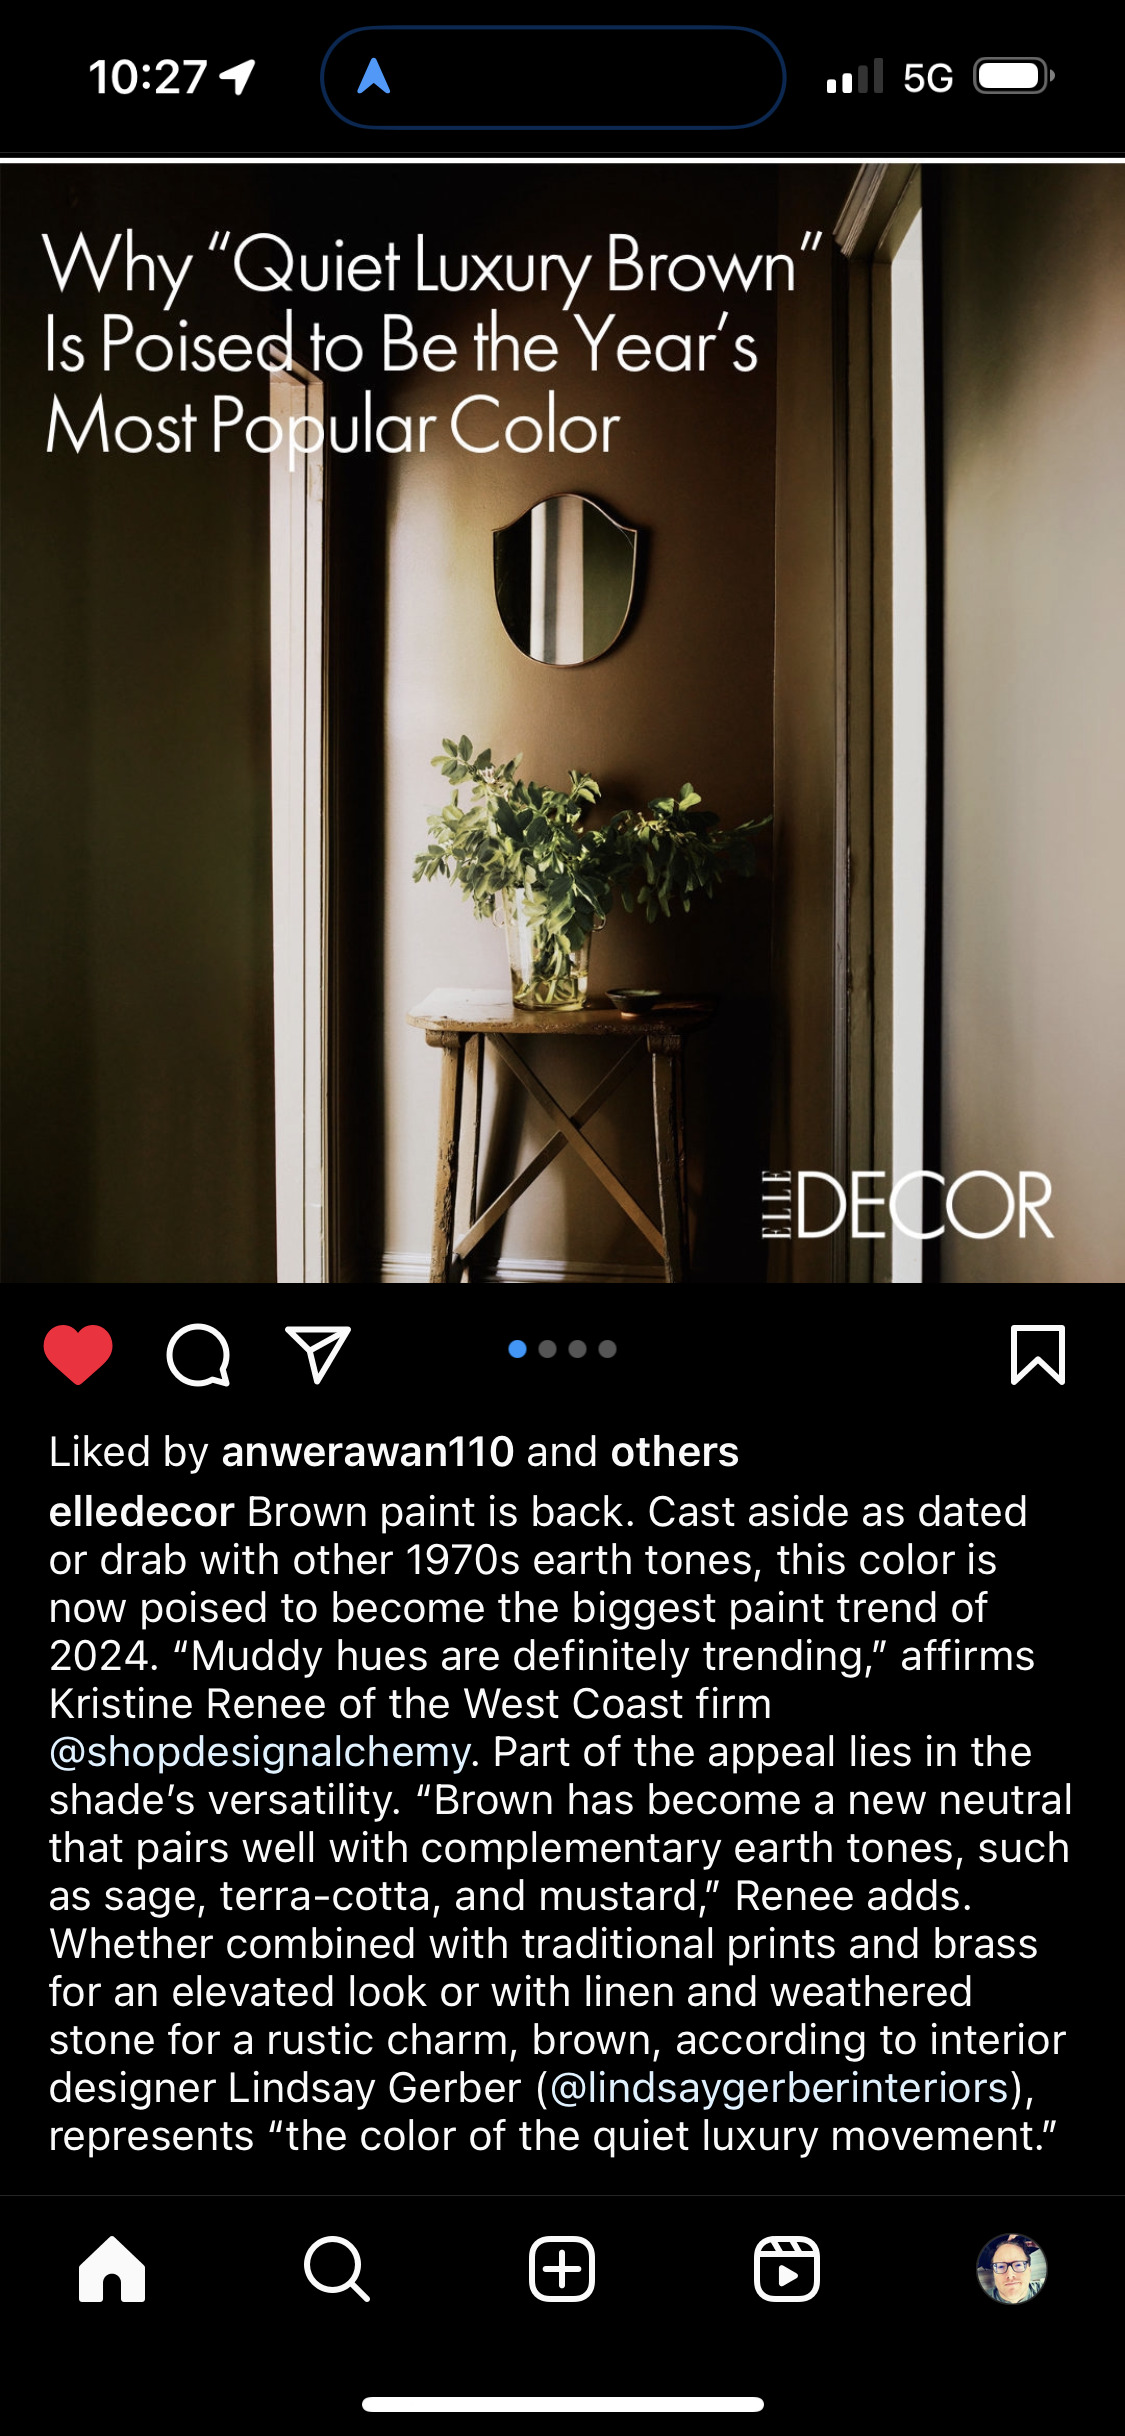 10:27
5G
Why “Quiet Luxury Brown”
Is Poised to Be the Year’s
Most Popular Color
ELLE DECOR
Liked by anwerawan110 and others
elledecor Brown paint is back. Cast aside as dated
or drab with other 1970s earth tones, this color is
now poised to become the biggest paint trend of
2024. “Muddy hues are definitely trending,” affirms
Kristine Renee of the West Coast firm
@shopdesignalchemy. Part of the appeal lies in the
shade’s versatility. “Brown has become a new neutral
that pairs well with complementary earth tones, such
as sage, terra-cotta, and mustard,” Renee adds.
Whether combined with traditional prints and brass
for an elevated look or with linen and weathered
stone for a rustic charm, brown, according to interior
designer Lindsay Gerber (@lindsaygerberinteriors),
represents “the color of the quiet luxury movement.”